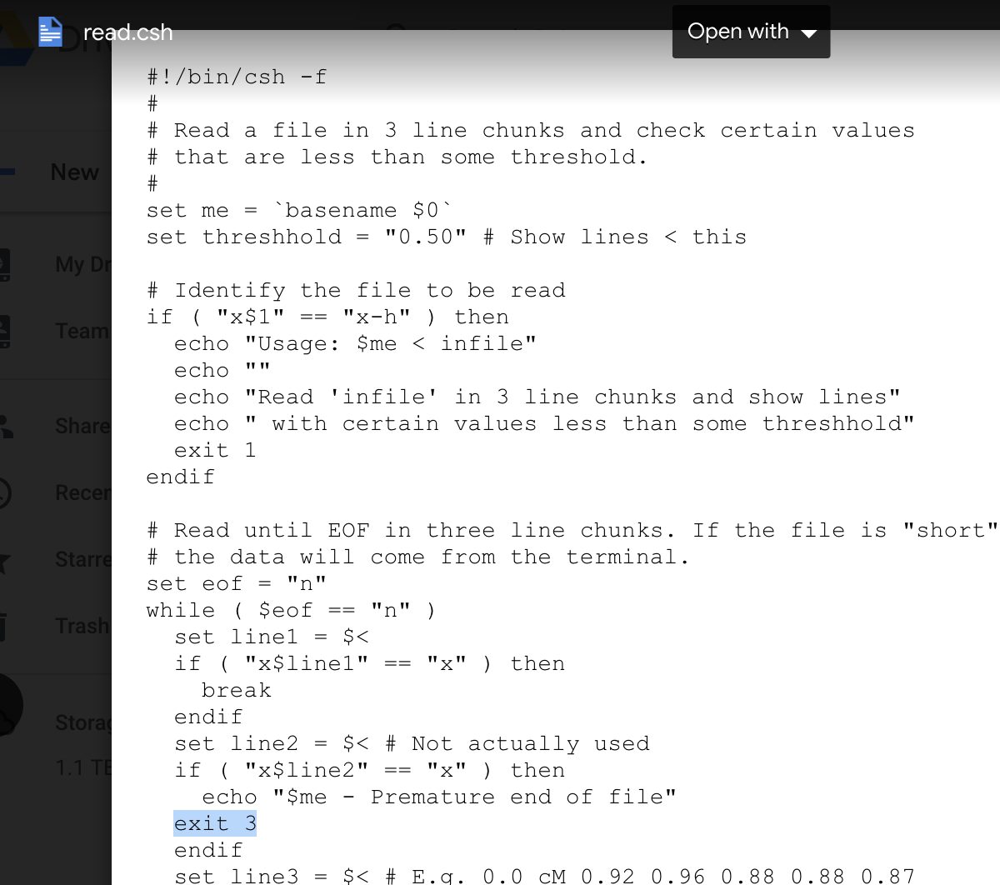 read.csh
Open with
#!/bin/csh -f
#
# Read a file in 3 line chunks and check certain values
# that are less than some threshold.
#
set me = `basename $0`
set threshhold = "0.50" # Show lines < this
# Identify the file to be read
if ( "x$1" == "x-h" ) then
echo "Usage: $me < infile"
echo ""
echo "Read 'infile' in 3 line chunks and show lines"
echo " with certain values less than some threshhold"
exit 1
endif
# Read until EOF in three line chunks. If the file is "short"
# the data will come from the terminal.
set eof = "n"
while ( $eof == "n" )
set line1 = $<
if ( "x$line1" == "x" ) then
break
endif
set line2 = $< # Not actually used
if ( "x$line2" == "x" ) then
echo "$me - Premature end of file"
exit 3
endif
set line3 = $< # E.g. 0.0 cM 0.92 0.96 0.88 0.88 0.87
New
My Dr
Team
Share
Recen
Starre
Trash
Storag
1.1 TB